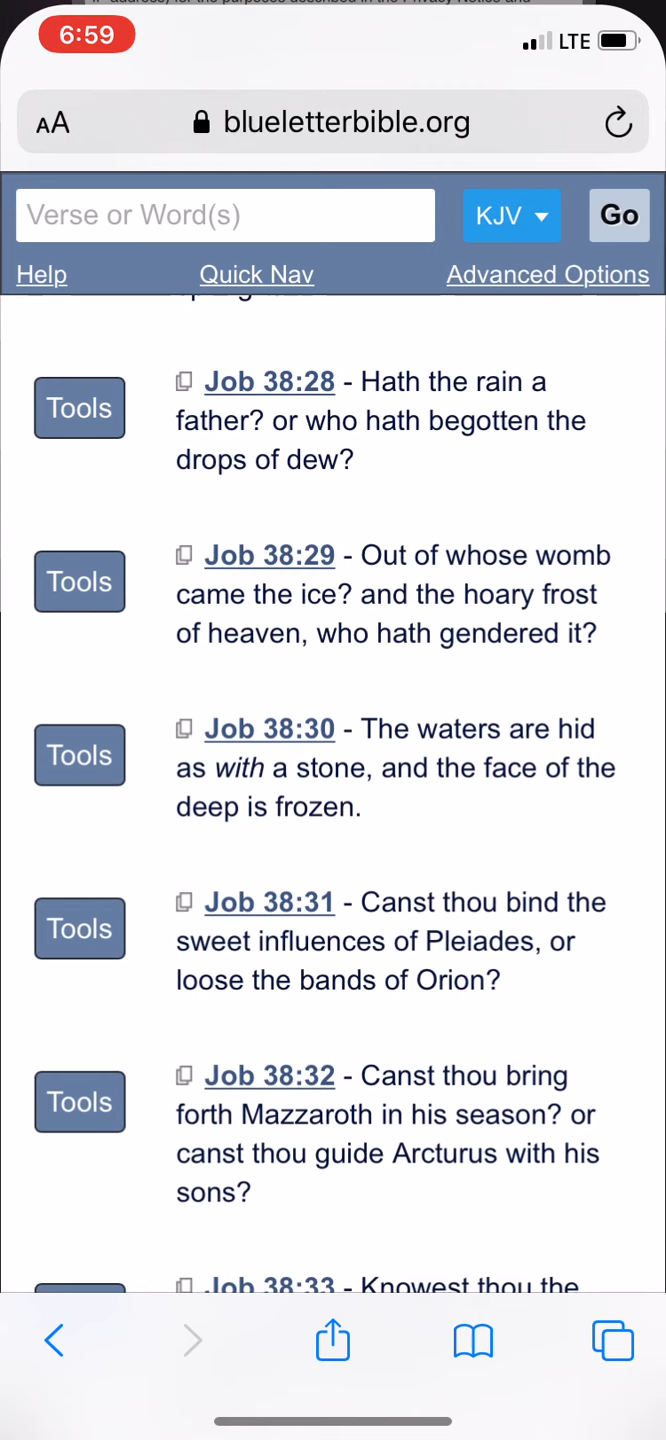 6:59
LTE
AA
blueletterbible.org
Verse or Word(s)
KJV
Go
Help
Quick Nav
Advanced Options
Tools
Job 38:28 - Hath the rain a
father? or who hath begotten the
drops of dew?
Tools
Job 38:29 - Out of whose womb
came the ice? and the hoary frost
of heaven, who hath gendered it?
Tools
Job 38:30 - The waters are hid
as with a stone, and the face of the
deep is frozen.
Tools
Job 38:31 - Canst thou bind the
sweet influences of Pleiades, or
loose the bands of Orion?
Tools
Job 38:32 - Canst thou bring
forth Mazzaroth in his season? or
canst thou guide Arcturus with his
sons?
Job 38:33 - Knowest thou the